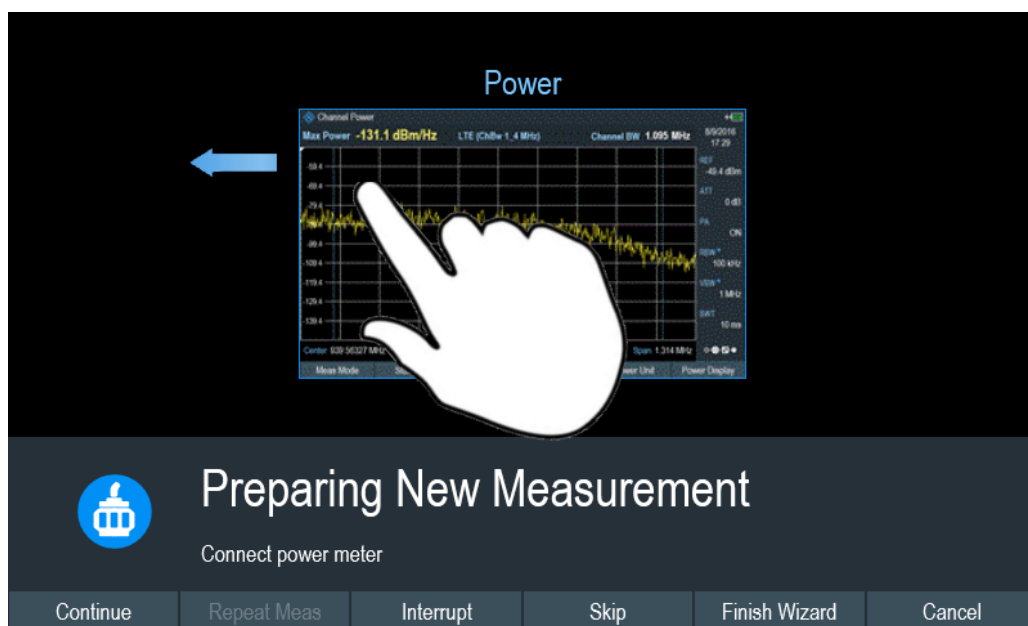 Power
Channel Power
Max Power -131.1 dBm/Hz LTE (ChBw 1_4 MHz) Channel BW 1.095 MHz
8/9/2016
17:29
REF
-49.4 dBm
-59.4
ATT
-69.4
0 dB
-79.4
PA
ON
-99.4
RBW*
-109.4
100 kHz
-119.4
VBW*
1 MHz
-129.4
SWT
-139.4
10 ms
Center 939.56327 MHz Span 1.314 MHz
Meas Mode Power Display
Preparing New Measurement
Connect power meter
Continue Repeat Meas Interrupt Skip Finish Wizard Cancel